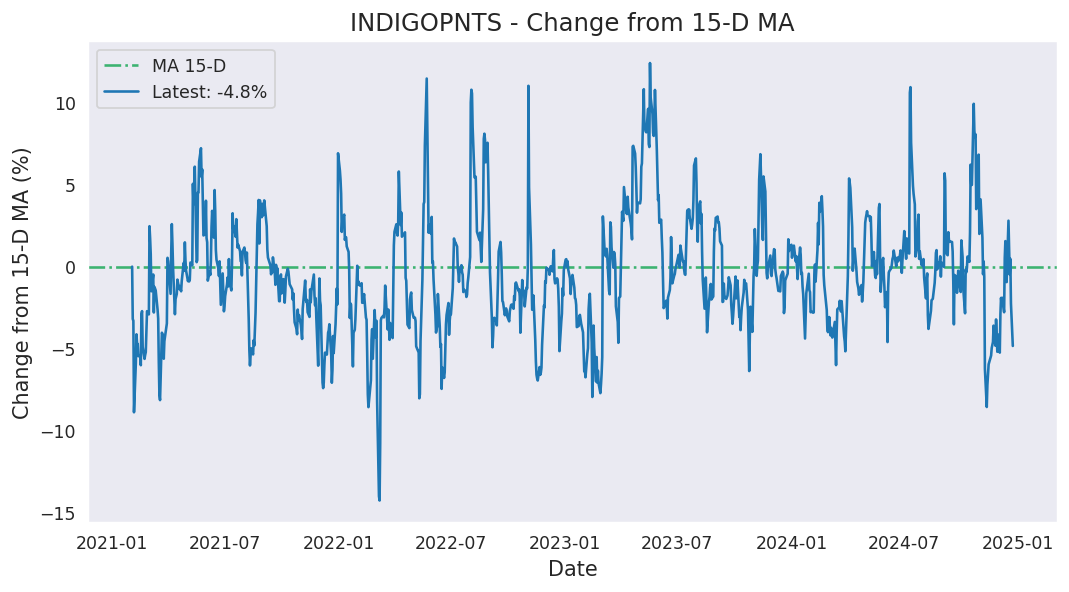 INDIGOPNTS - Change from 15-D MA
MA 15-D
Latest: -4.8%
Change from 15-D MA (%)
10
5
0
−5
−10
−15
2021-01 2021-07 2022-01 2022-07 2023-01 2023-07 2024-01 2024-07 2025-01
Date